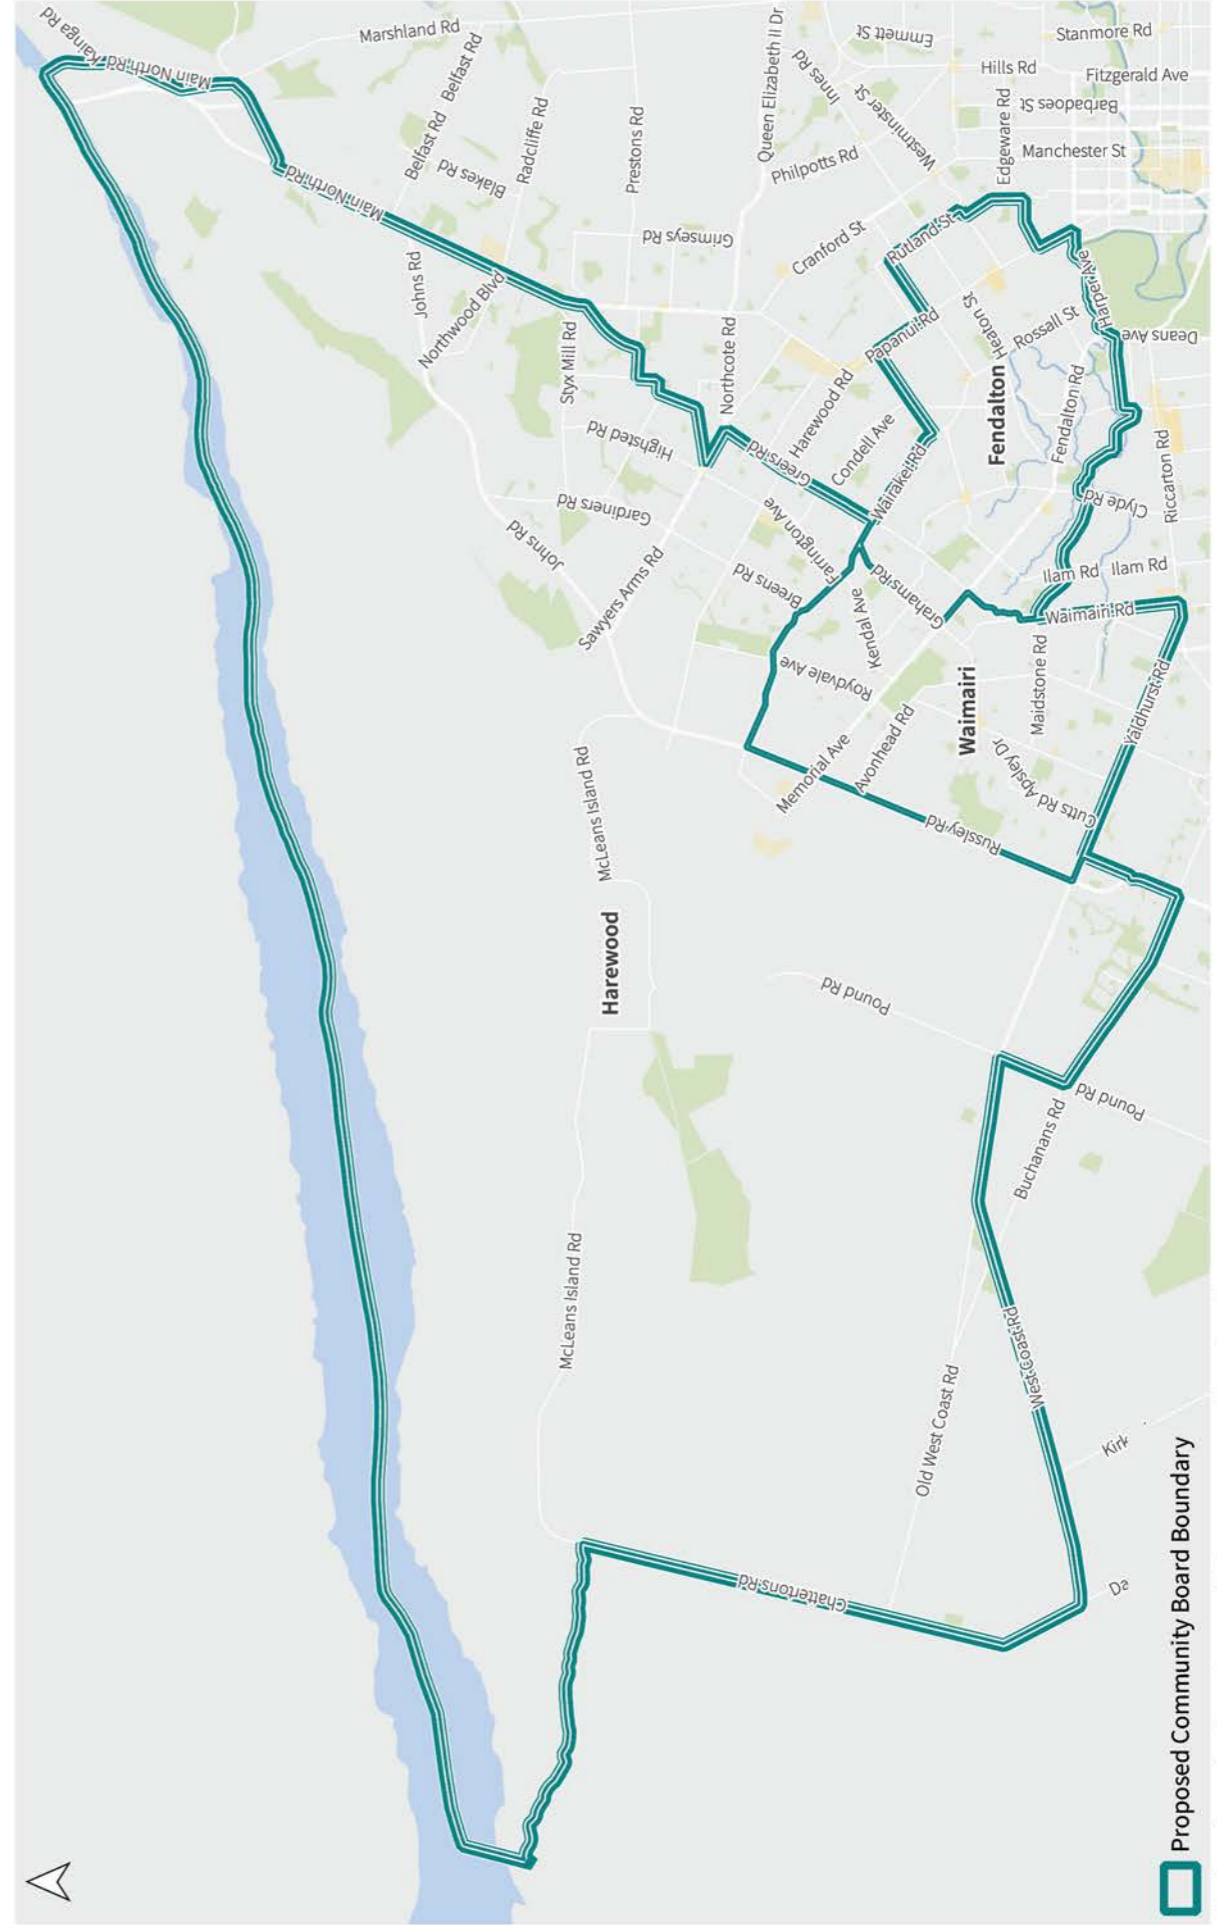 Kainga Rd
Main North Rd
Marshland Rd
Belfast Rd
Belfast Rd
Blakes Rd
Radcliffe Rd
Prestons Rd
Queen Elizabeth II Dr
Innes Rd
Emmett St
Stanmore Rd
Hills Rd
Fitzgerald Ave
Westminster St
Edgeware Rd
Barbadoes St
Manchester St
Philpotts Rd
Main North Rd
Johns Rd
Northwood Blvd
Grimseys Rd
Cranford St
Rutland St
Harper Ave
Styx Mill Rd
Northcote Rd
Papanui Rd
Heaton St
Rossall St
Deans Ave
Highsted Rd
Harewood Rd
Condell Ave
Greers Rd
Wairakei Rd
Fendalton
Fendalton Rd
Riccarton Rd
Clyde Rd
Gardiners Rd
Johns Rd
Sawyers Arms Rd
Farrington Ave
Breens Rd
Grahams Rd
Kendal Ave
Ilam Rd
Ilam Rd
Waimairi Rd
Roydvale Ave
Maidstone Rd
Waimairi
Yaldhurst Rd
McLeans Island Rd
Memorial Ave
Avonhead Rd
Apsley Dr
Cutts Rd
Russley Rd
Harewood
Pound Rd
Pound Rd
Buchanans Rd
McLeans Island Rd
West Coast Rd
Old West Coast Rd
Kirk
Chattertons Rd
Da
Proposed Community Board Boundary